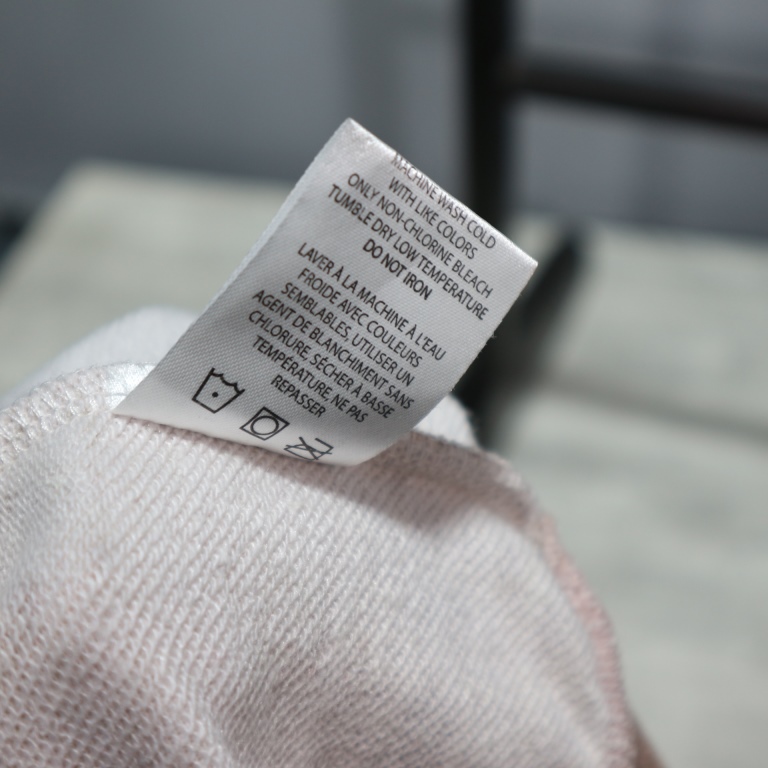 MACHINE WASH COLD
WITH LIKE COLORS
ONLY NON-CHLORINE BLEACH
TUMBLE DRY LOW TEMPERATURE
DO NOT IRON
LAVER À LA MACHINE À L'EAU
FROIDE AVEC COULEURS
SEMBLABLES, UTILISER UN
AGENT DE BLANCHIMENT SANS
CHLORURE, SÉCHER À BASSE
TEMPÉRATURE, NE PAS
REPASSER